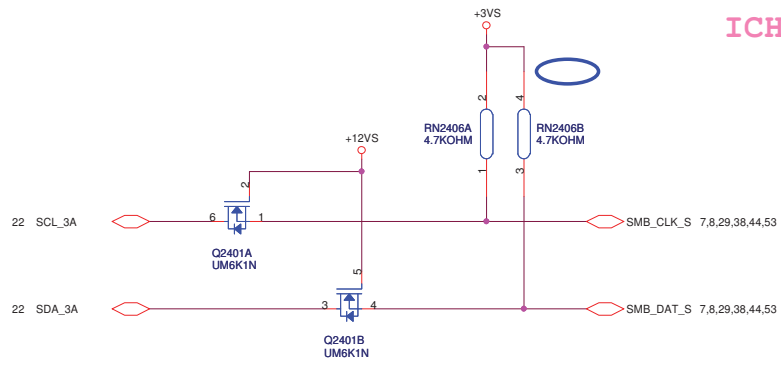 +3VS
ICH
2
4
RN2406A
4.7KOHM
RN2406B
4.7KOHM
+12VS
1
3
2
22 SCL_3A
6
1
SMB_CLK_S 7,8,29,38,44,53
Q2401A
UM6K1N
5
22 SDA_3A
3
4
SMB_DAT_S 7,8,29,38,44,53
Q2401B
UM6K1N